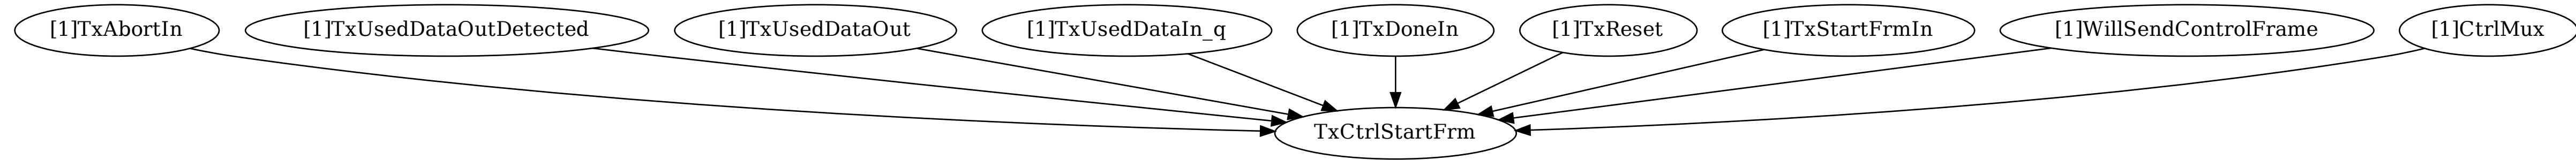 [1]TxAbortIn
[1]TxUsedDataOutDetected
[1]TxUsedDataOut
[1]TxUsedDataIn_q
[1]TxDoneIn
[1]TxReset
[1]TxStartFrmIn
[1]WillSendControlFrame
[1]CtrlMux
TxCtrlStartFrm